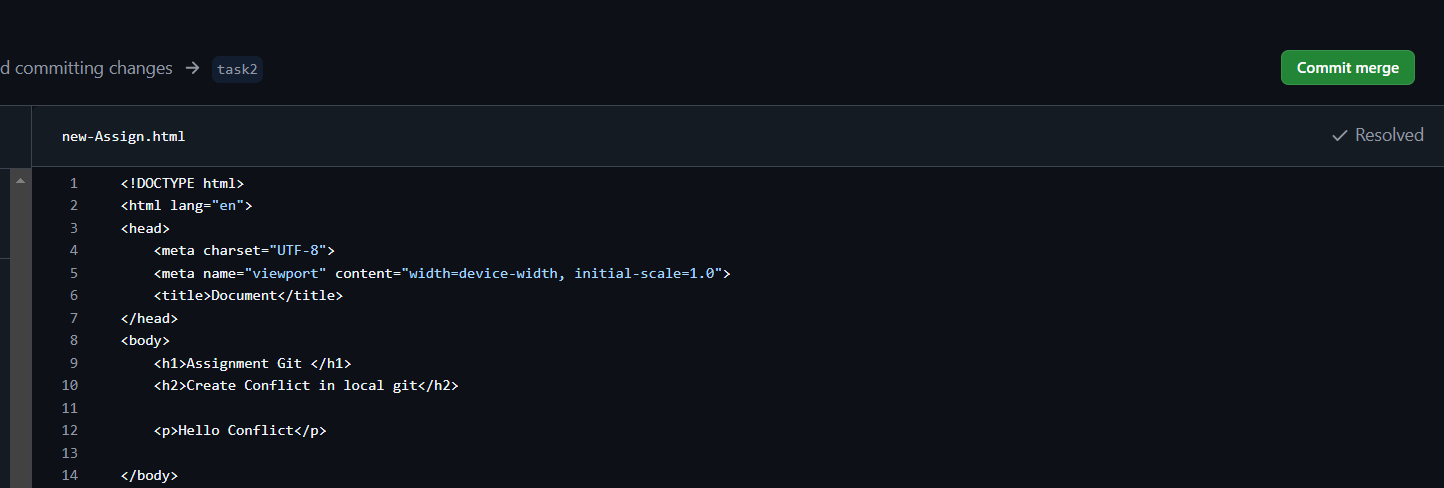 d committing changes → task2
Commit merge
new-Assign.html
Resolved
1 <!DOCTYPE html>
2 <html lang="en">
3 <head>
4     <meta charset="UTF-8">
5     <meta name="viewport" content="width=device-width, initial-scale=1.0">
6     <title>Document</title>
7 </head>
8 <body>
9     <h1>Assignment Git </h1>
10     <h2>Create Conflict in local git</h2>
11
12     <p>Hello Conflict</p>
13
14 </body>